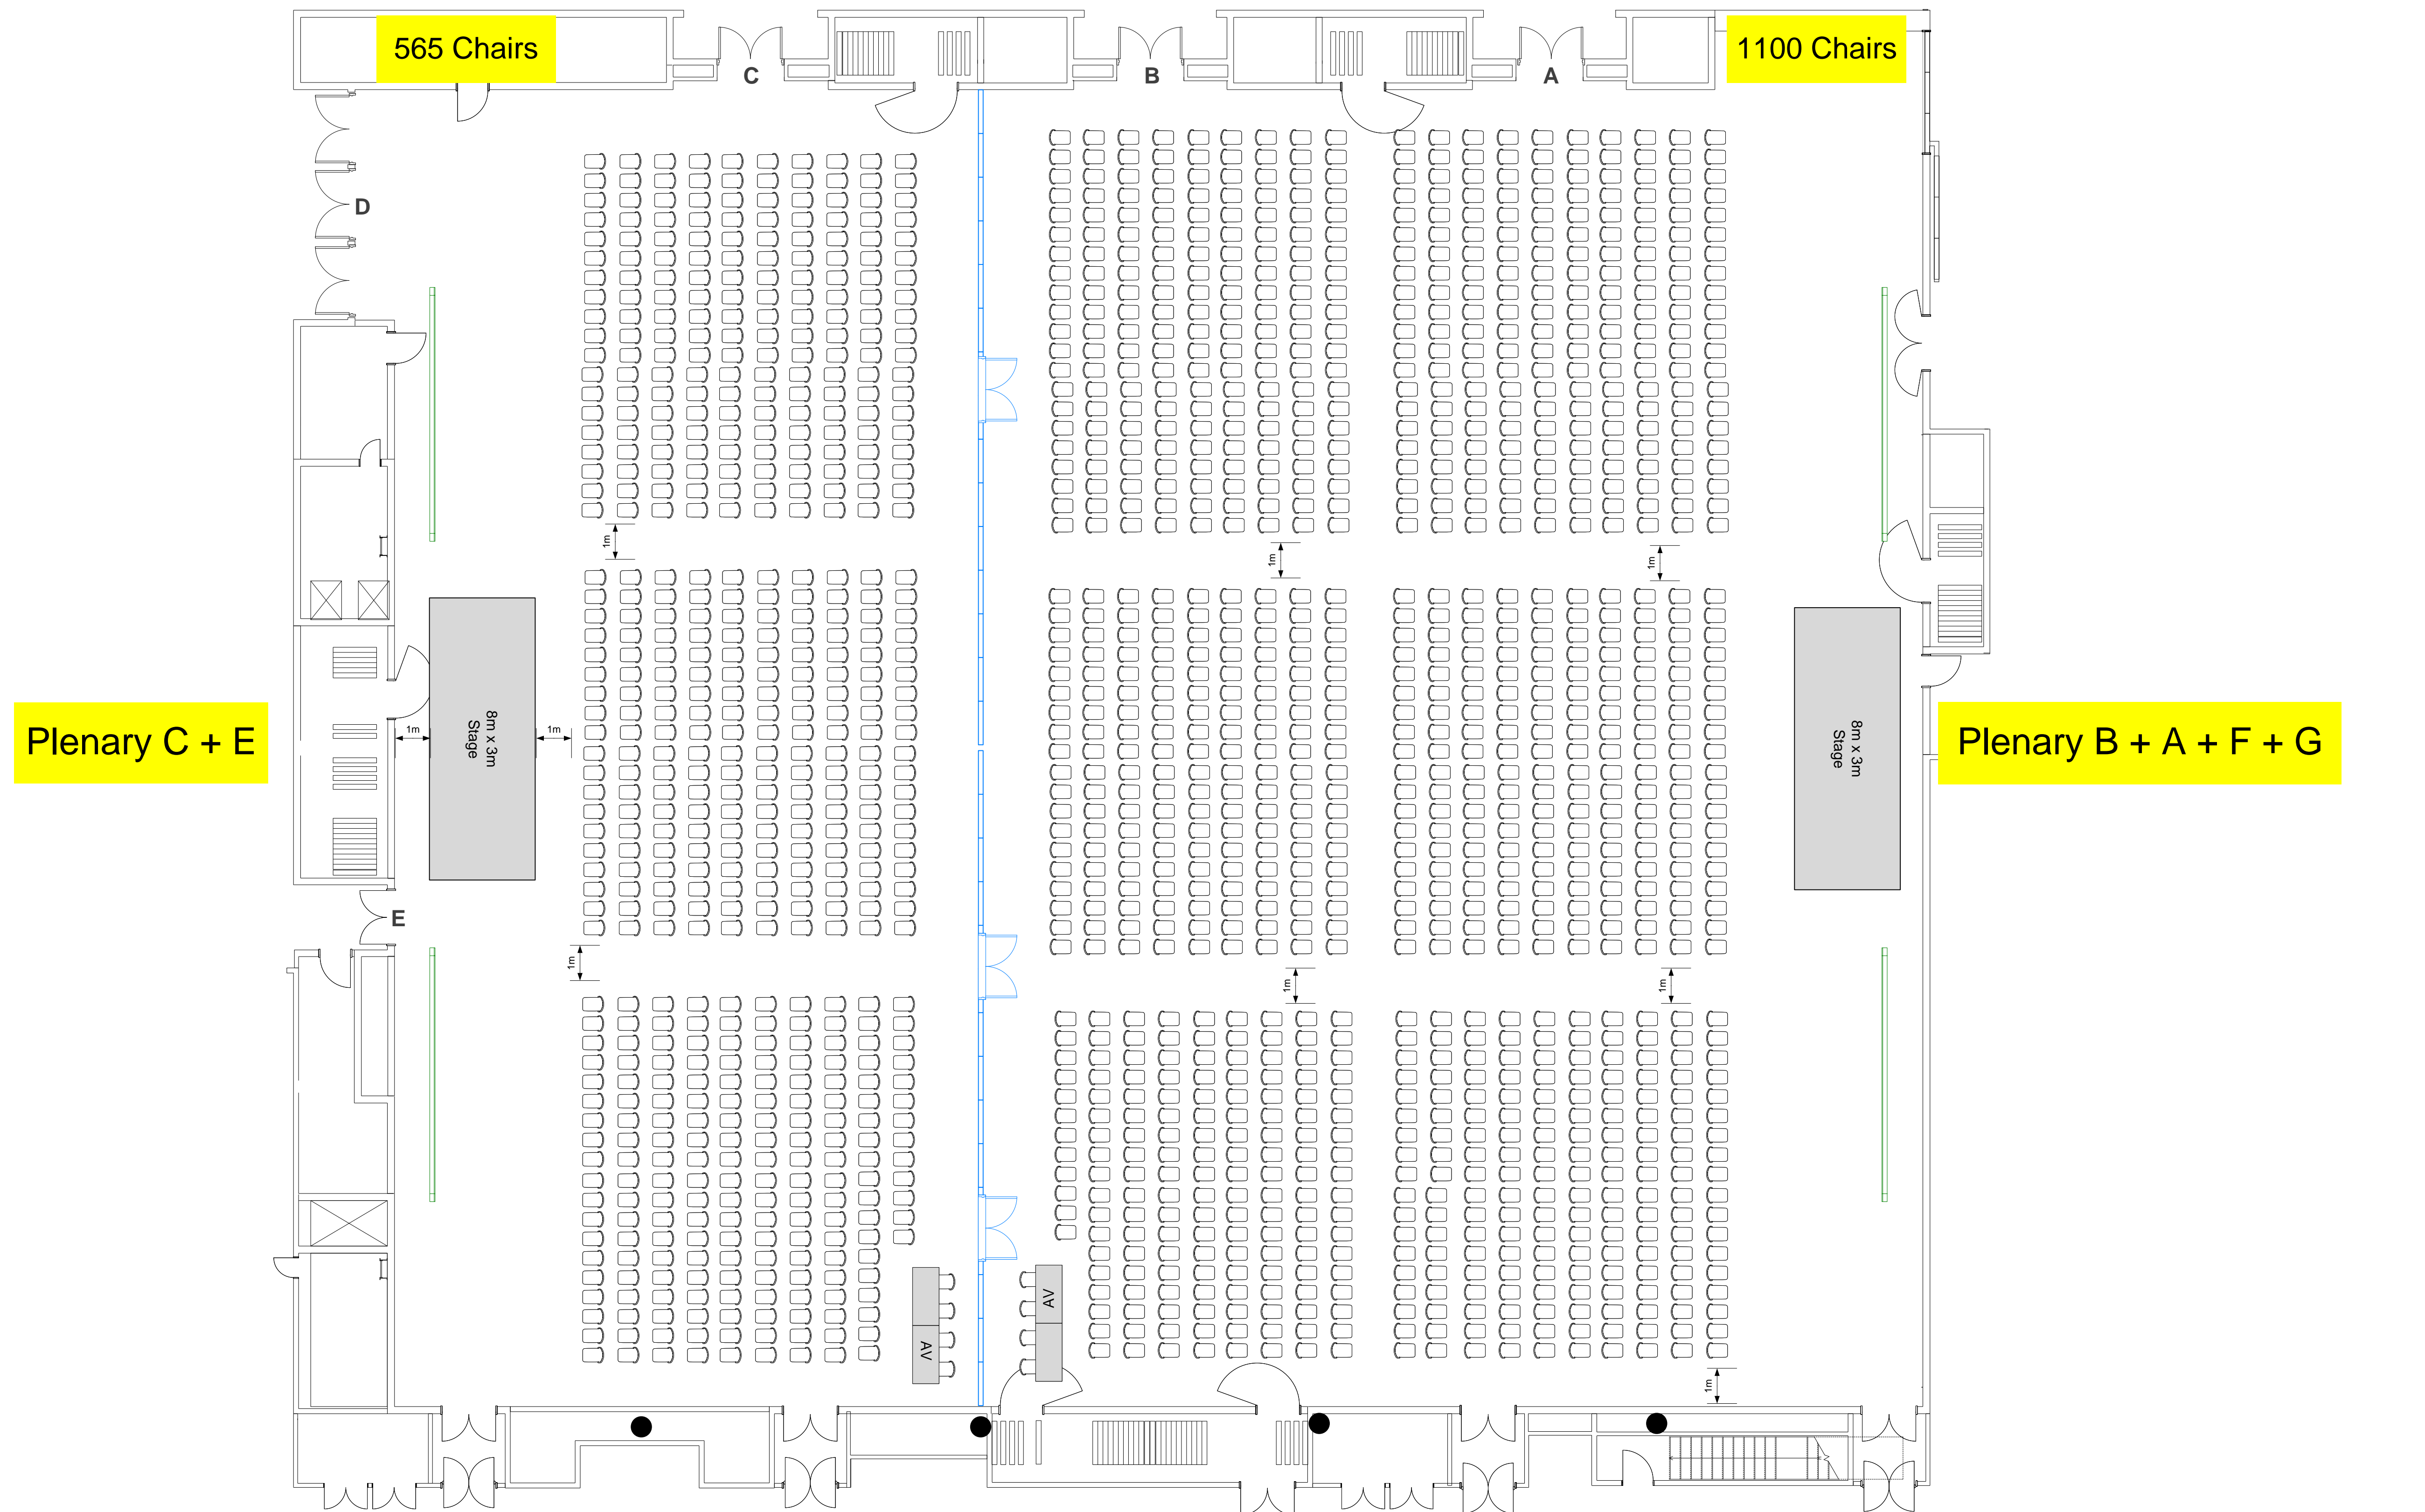 565 Chairs
1100 Chairs
C
B
A
D
1m
1m
1m
Plenary C + E
1m
8m x 3m
Stage
1m
8m x 3m
Stage
Plenary B + A + F + G
E
1m
1m
1m
AV
AV
1m